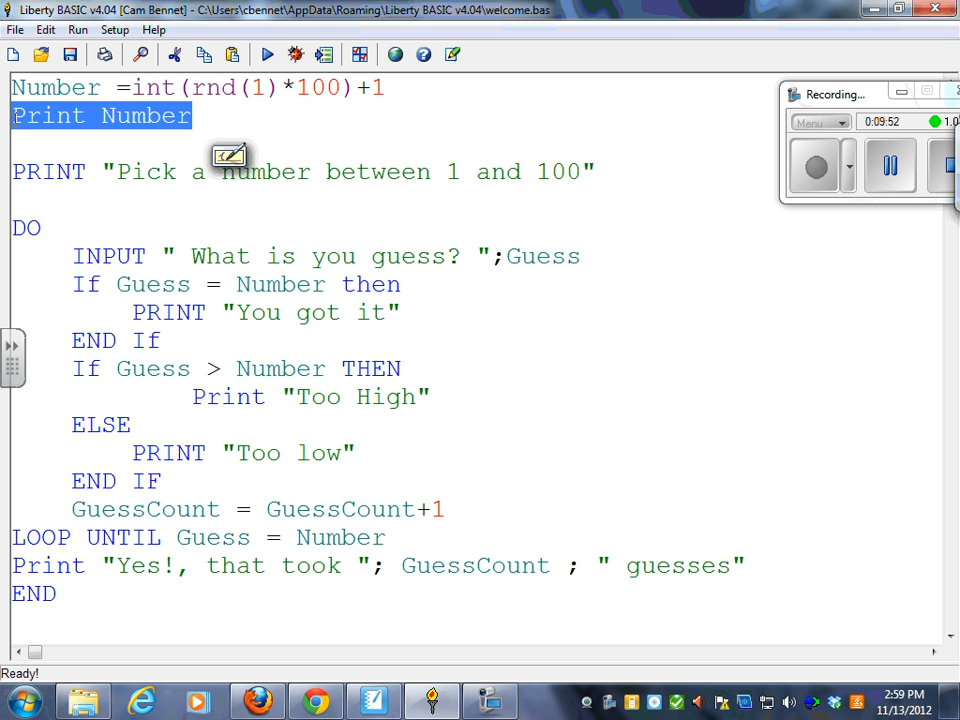 Liberty BASIC v4.04 [Cam Bennet] - C:\Users\cbennet\AppData\Roaming\Liberty BASIC v4.04\welcome.bas
File Edit Run Setup Help
Number =int(rnd(1)*100)+1
Print Number
Recording...
Menu 0:09:52 1.0
PRINT "Pick a number between 1 and 100"
DO
INPUT " What is you guess? ";Guess
If Guess = Number then
PRINT "You got it"
END If
If Guess > Number THEN
Print "Too High"
ELSE
PRINT "Too low"
END IF
GuessCount = GuessCount+1
LOOP UNTIL Guess = Number
Print "Yes!, that took "; GuessCount ; " guesses"
END
Ready!
2:59 PM
11/13/2012